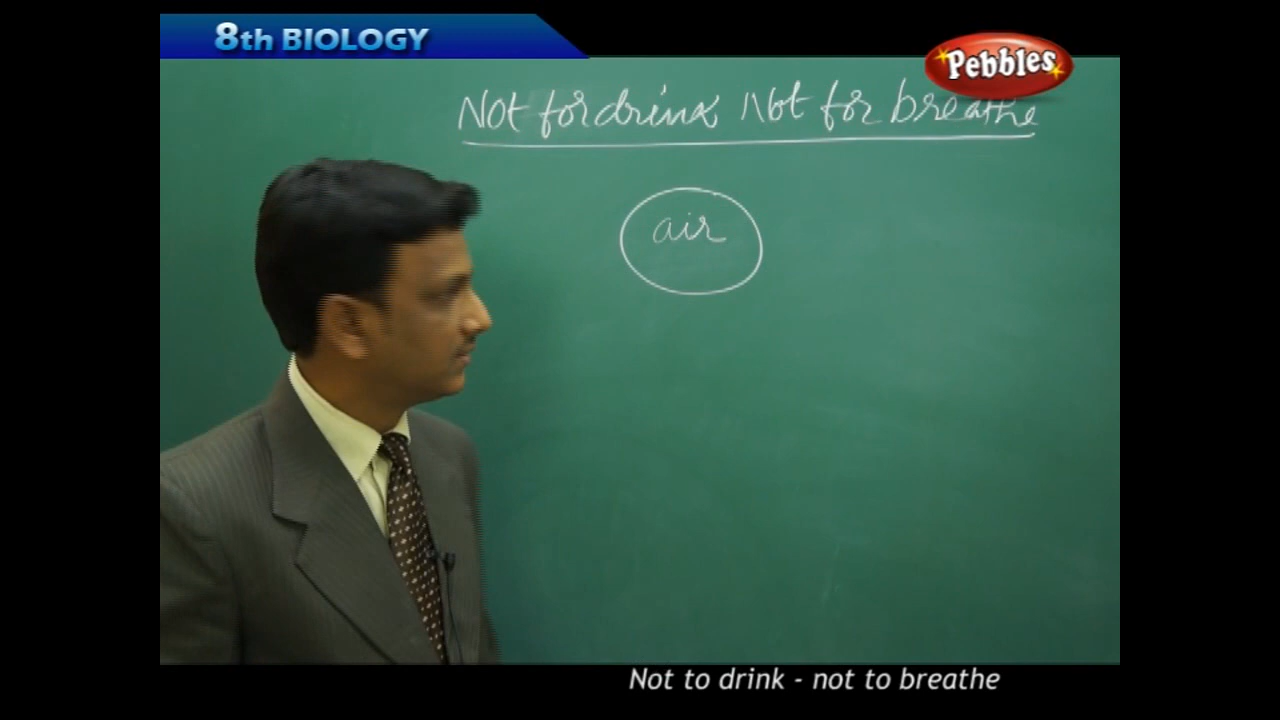 8th BIOLOGY
Pebbles
Not for drink Not for breathe
air
Not to drink - not to breathe